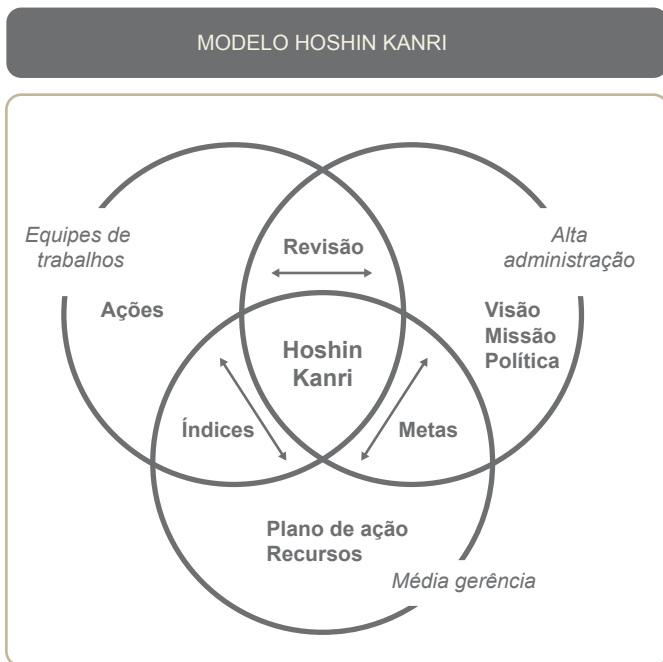 MODELO HOSHIN KANRI
Equipes de
trabalhos
Alta
administração
Revisão
Ações
Visão
Missão
Política
Hoshin
Kanri
Índices
Metas
Plano de ação
Recursos
Média gerência